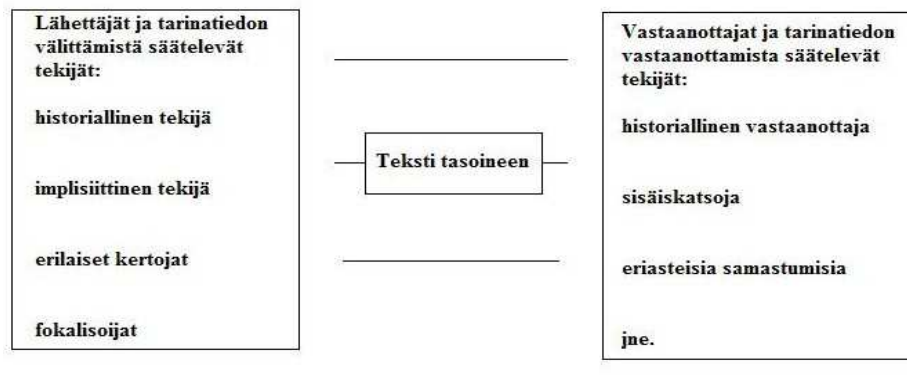 Lähettäjät ja tarinatiedon
välittämistä säätelevät
tekijät:
historiallinen tekijä
implisiittinen tekijä
erilaiset kertojat
fokalisoijat
Teksti tasoineen
Vastaanottajat ja tarinatiedon
vastaanottamista säätelevät
tekijät:
historiallinen vastaanottaja
sisäiskatsoja
eriasteisia samastumisia
jne.